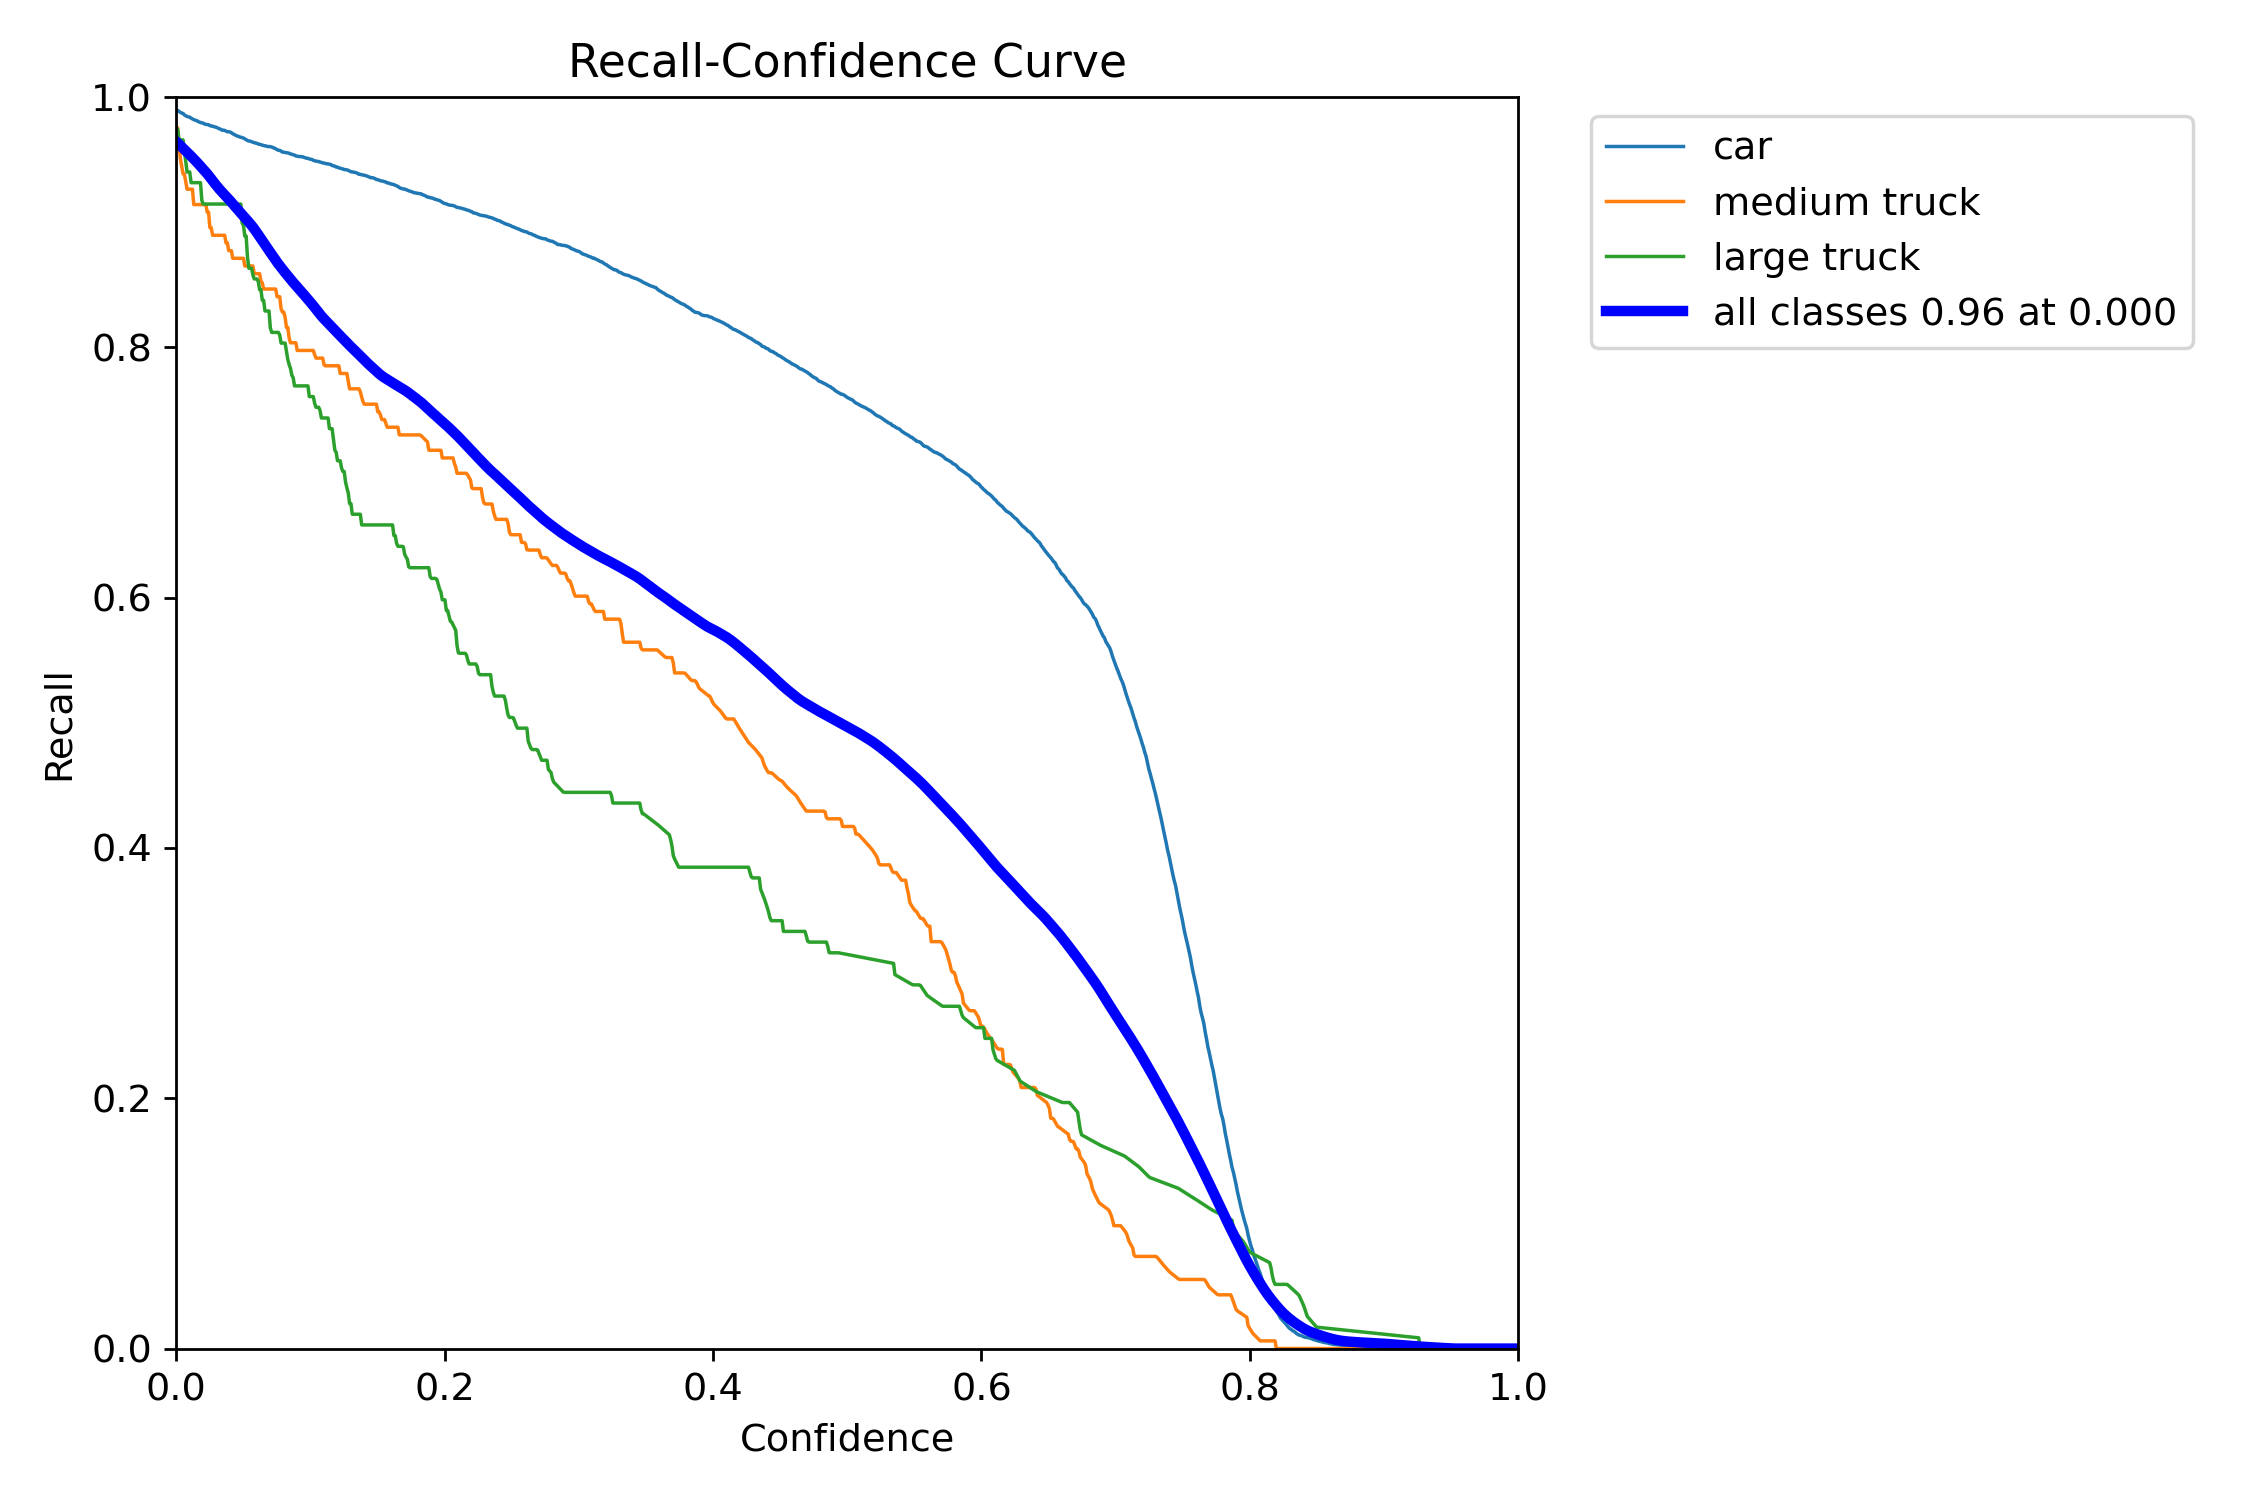 Recall-Confidence Curve
1.0
0.8
0.6
0.4
0.2
0.0
Recall
0.0 0.2 0.4 0.6 0.8 1.0
Confidence
car
medium truck
large truck
all classes 0.96 at 0.000